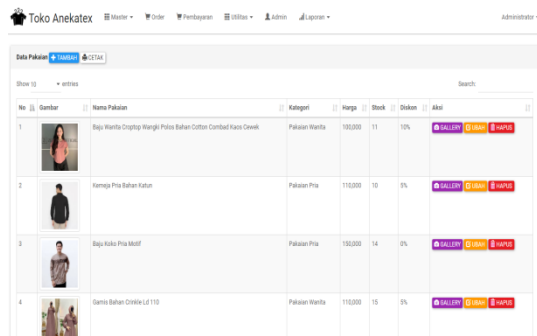 Toko Anekatex Master Order Pembayaran Utilitas Admin Laporan Administrator
Data Pakaian TAMBAH CETAK
Show 10 entries Search:
No Gambar Nama Pakaian Kategori Harga Stock Diskon Aksi
1 Baju Wanita Croptop Wangki Polos Bahan Cotton Combad Kaos Cewek Pakaian Wanita 100,000 11 10% GALLERY UBAH HAPUS
2 Kemeja Pria Bahan Katun Pakaian Pria 110,000 10 5% GALLERY UBAH HAPUS
3 Baju Koko Pria Motif Pakaian Pria 150,000 14 0% GALLERY UBAH HAPUS
4 Gamis Bahan Crinkle Ld 110 Pakaian Wanita 110,000 15 5% GALLERY UBAH HAPUS